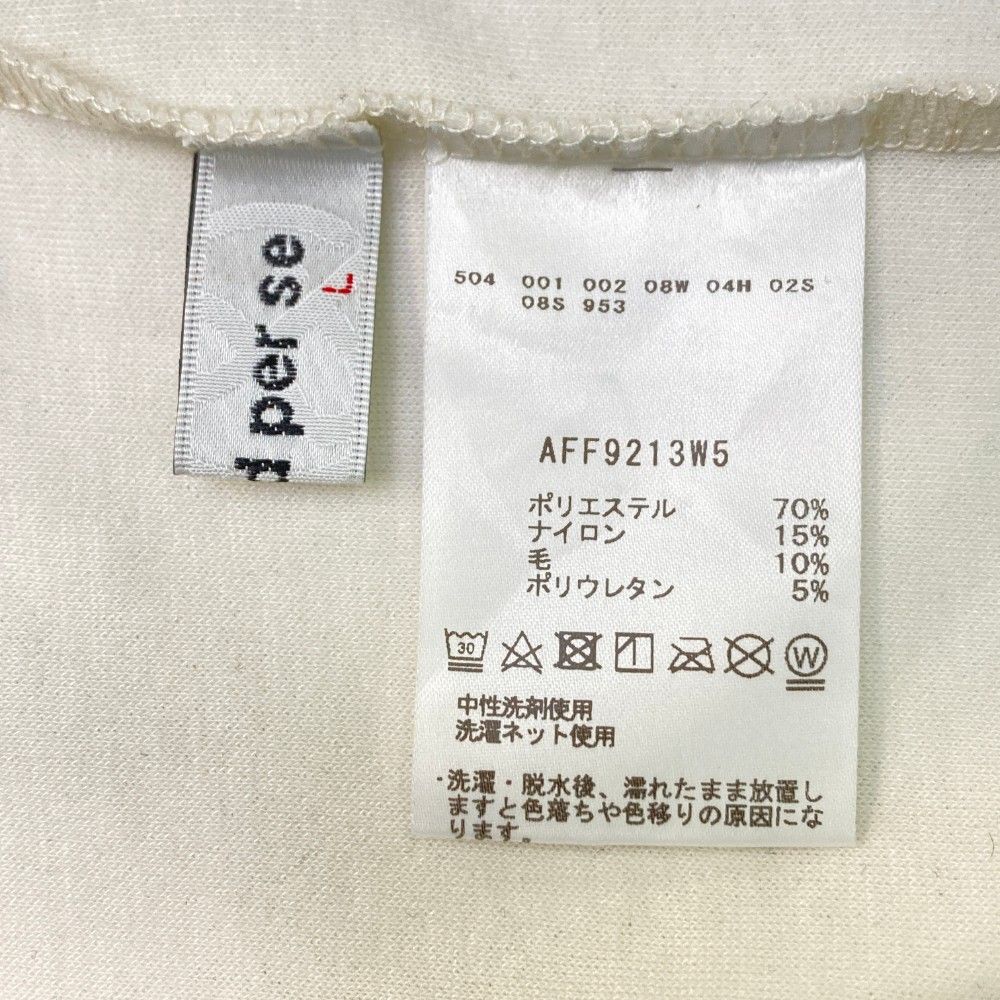 per se
L
504 001 002 08W 04H 02S
08S 953
AFF9213W5
ポリエステル 70%
ナイロン 15%
毛 10%
ポリウレタン 5%
30
W
中性洗剤使用
洗濯ネット使用
・洗濯・脱水後、濡れたまま放置し
ますと色落ちや色移りの原因にな
ります。